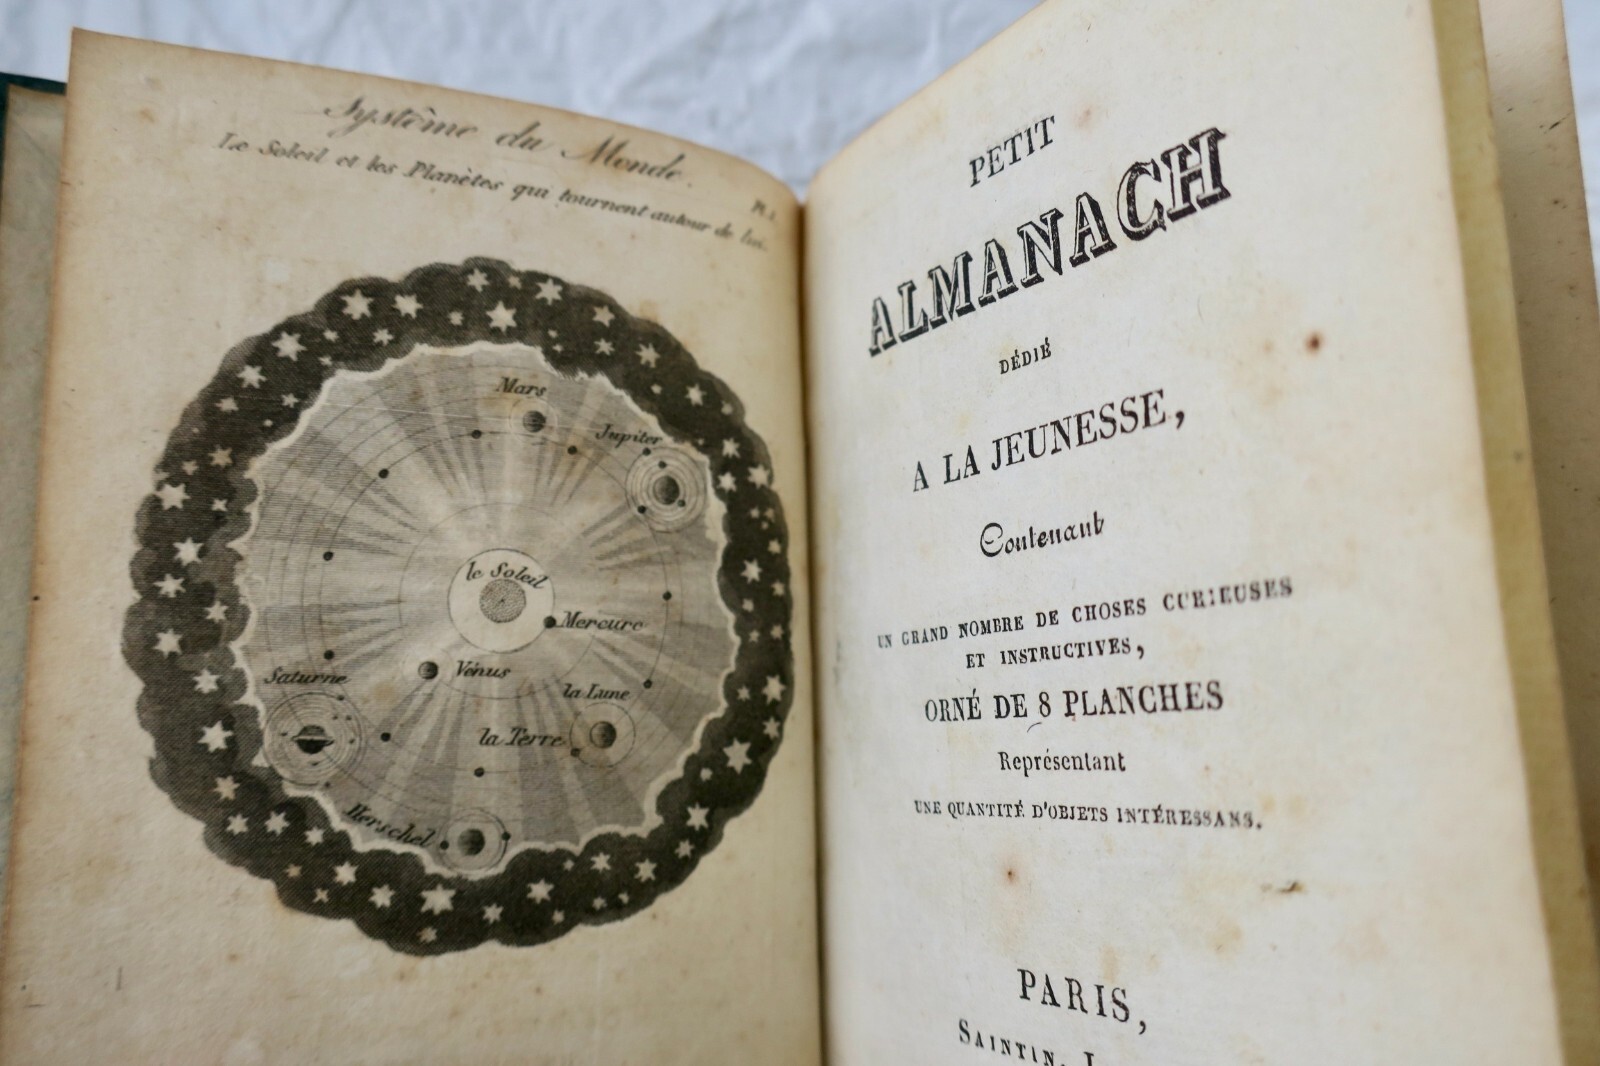 Systême du Monde.
Le Soleil et les Planètes qui tournent autour de lui.
Pl. 1.
Mars
Jupiter
le Soleil
Mercure
Vénus
Saturne
la Lune
la Terre
Herschel
PETIT
ALMANACH
DÉDIÉ
A LA JEUNESSE,
Contenant
UN GRAND NOMBRE DE CHOSES CURIEUSES
ET INSTRUCTIVES,
ORNÉ DE 8 PLANCHES
Représentant
UNE QUANTITÉ D'OBJETS INTÉRESSANS.
PARIS,
SAINTIN,